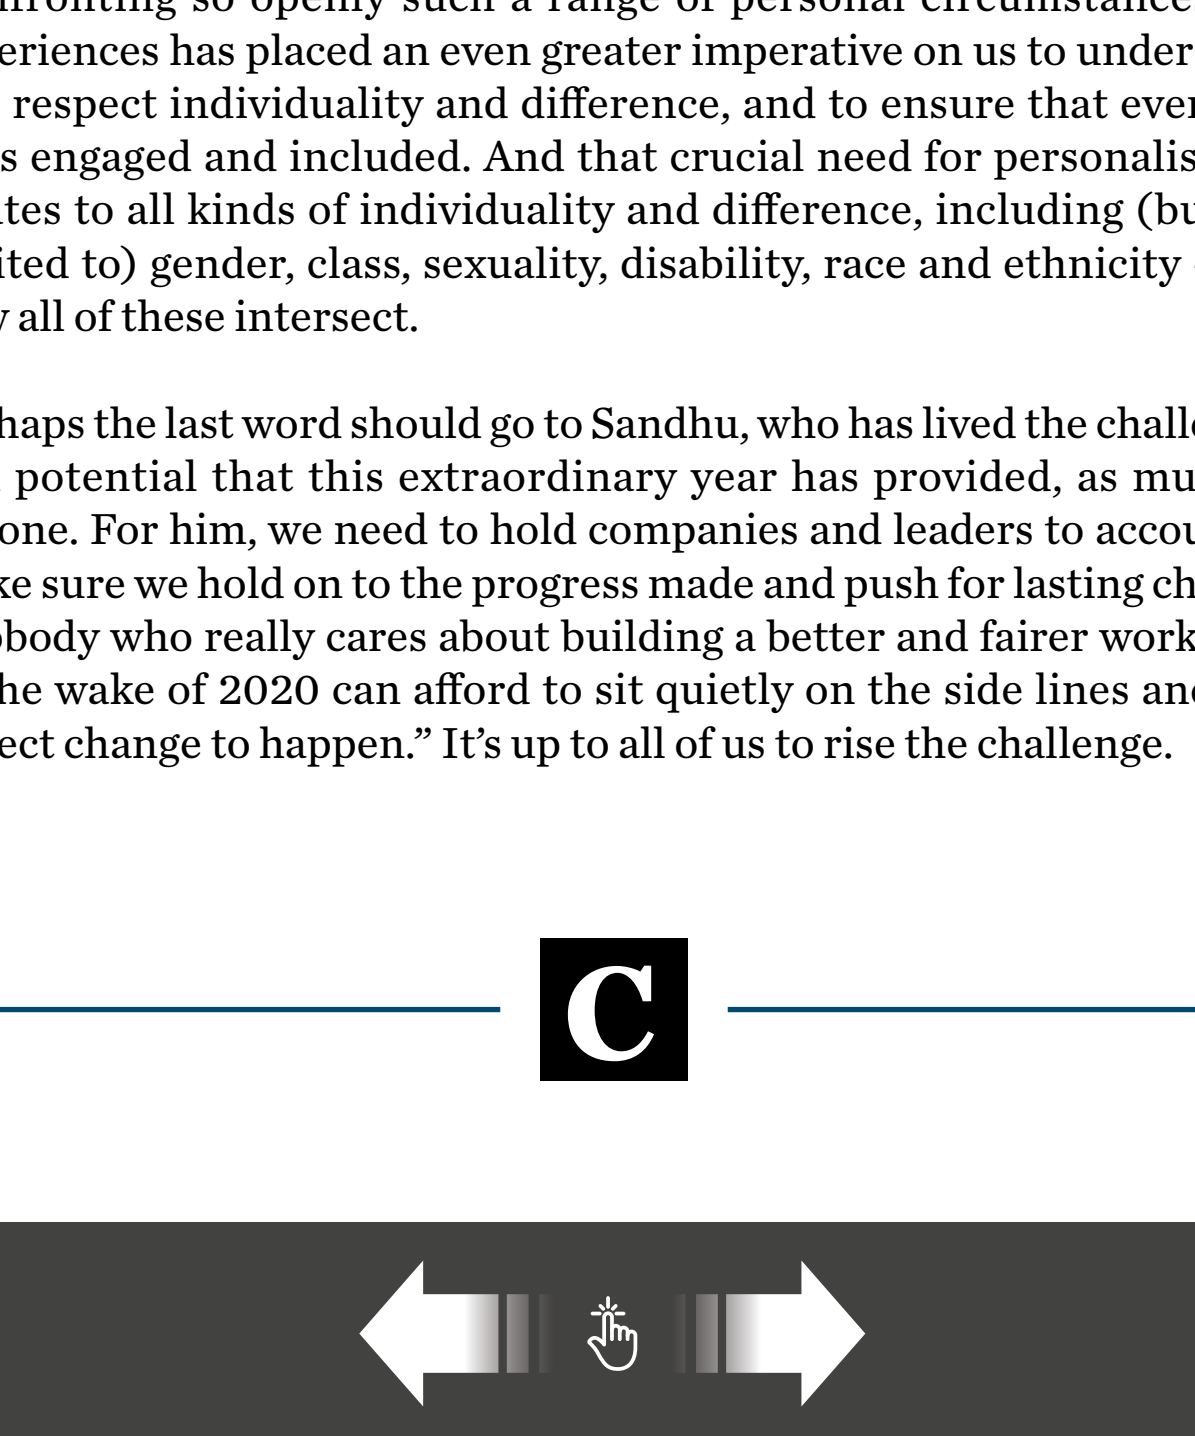 nfronting so openly such a range of personal circumstances
eriences has placed an even greater imperative on us to under
respect individuality and difference, and to ensure that ever
s engaged and included. And that crucial need for personalis
ites to all kinds of individuality and difference, including (bu
ited to) gender, class, sexuality, disability, race and ethnicity
y all of these intersect.
haps the last word should go to Sandhu, who has lived the challe
potential that this extraordinary year has provided, as mu
one. For him, we need to hold companies and leaders to accou
ke sure we hold on to the progress made and push for lasting ch
obody who really cares about building a better and fairer work
he wake of 2020 can afford to sit quietly on the side lines and
ect change to happen.” It’s up to all of us to rise the challenge.
C